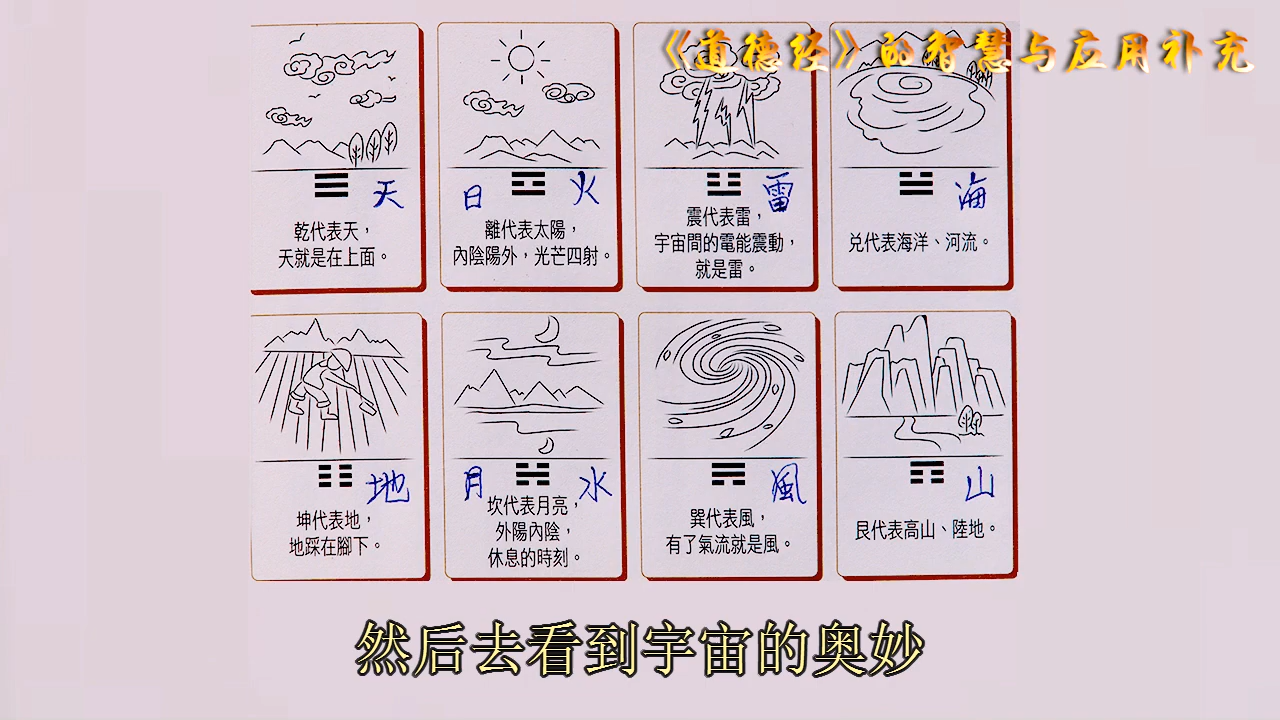 《道德经》的智慧与应用补充
天
乾代表天，
天就是在上面。
日 火
離代表太陽，
內陰陽外，光芒四射。
雷
震代表雷，
宇宙間的電能震動，
就是雷。
海
兑代表海洋、河流。
地
坤代表地，
地踩在腳下。
月 水
坎代表月亮，
外陽內陰，
休息的時刻。
風
巽代表風，
有了氣流就是風。
山
艮代表高山、陸地。
然后去看到宇宙的奥妙